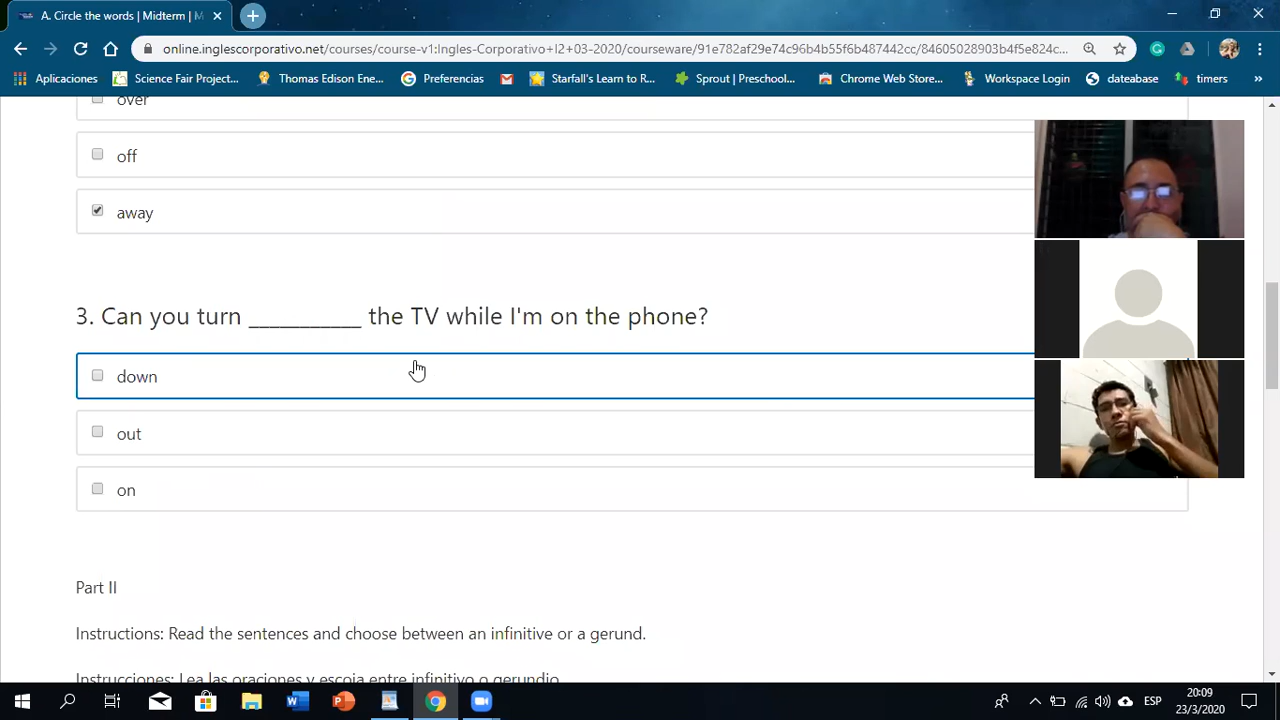 A. Circle the words | Midterm | M
online.inglescorporativo.net/courses/course-v1:Ingles-Corporativo+I2+03-2020/courseware/91e782af29e74c96b4b55f6b487442cc/84605028903b4f5e824c...
Aplicaciones Science Fair Project... Thomas Edison Ene... Preferencias Starfall's Learn to R... Sprout | Preschool... Chrome Web Store... Workspace Login dateabase timers »
over
off
away
3. Can you turn ____________ the TV while I'm on the phone?
down
out
on
Part II
Instructions: Read the sentences and choose between an infinitive or a gerund.
Instrucciones: Lea las oraciones y escoja entre infinitivo o gerundio
ESP
20:09
23/3/2020